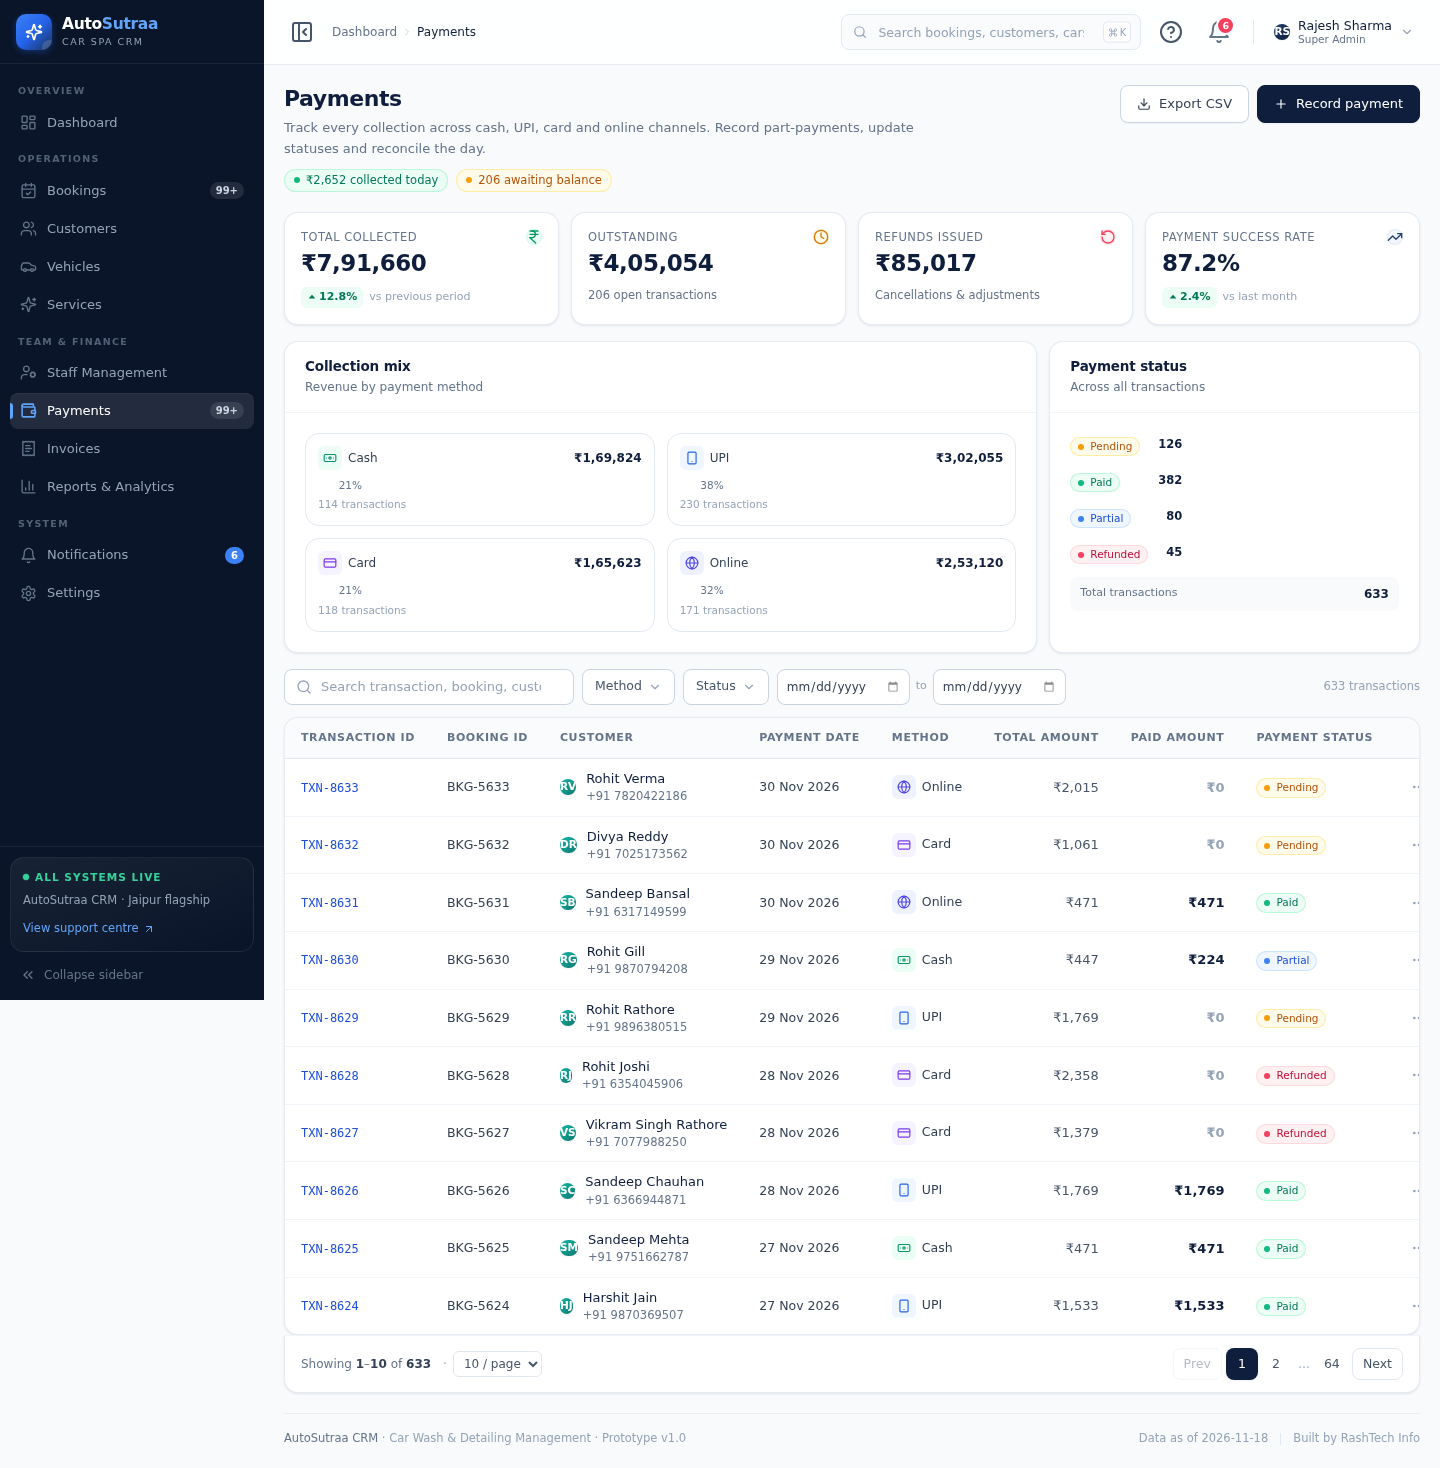 AutoSutraa
CAR SPA CRM
OVERVIEW
Dashboard
OPERATIONS
Bookings 99+
Customers
Vehicles
Services
TEAM & FINANCE
Staff Management
Payments 99+
Invoices
Reports & Analytics
SYSTEM
Notifications 6
Settings
ALL SYSTEMS LIVE
AutoSutraa CRM · Jaipur flagship
View support centre
Collapse sidebar
Dashboard Payments
Search bookings, customers, cars
⌘K
6
RS
Rajesh Sharma
Super Admin
Payments
Track every collection across cash, UPI, card and online channels. Record part-payments, update
statuses and reconcile the day.
₹2,652 collected today
206 awaiting balance
Export CSV
Record payment
TOTAL COLLECTED ₹
₹7,91,660
12.8% vs previous period
OUTSTANDING
₹4,05,054
206 open transactions
REFUNDS ISSUED
₹85,017
Cancellations & adjustments
PAYMENT SUCCESS RATE
87.2%
2.4% vs last month
Collection mix
Revenue by payment method
Cash ₹1,69,824
21%
114 transactions
UPI ₹3,02,055
38%
230 transactions
Card ₹1,65,623
21%
118 transactions
Online ₹2,53,120
32%
171 transactions
Payment status
Across all transactions
Pending 126
Paid 382
Partial 80
Refunded 45
Total transactions 633
Search transaction, booking, custo
Method
Status
mm/dd/yyyy to mm/dd/yyyy
633 transactions
TRANSACTION ID BOOKING ID CUSTOMER PAYMENT DATE METHOD TOTAL AMOUNT PAID AMOUNT PAYMENT STATUS
TXN-8633 BKG-5633 RV Rohit Verma +91 7820422186 30 Nov 2026 Online ₹2,015 ₹0 Pending
TXN-8632 BKG-5632 DR Divya Reddy +91 7025173562 30 Nov 2026 Card ₹1,061 ₹0 Pending
TXN-8631 BKG-5631 SB Sandeep Bansal +91 6317149599 30 Nov 2026 Online ₹471 ₹471 Paid
TXN-8630 BKG-5630 RG Rohit Gill +91 9870794208 29 Nov 2026 Cash ₹447 ₹224 Partial
TXN-8629 BKG-5629 RR Rohit Rathore +91 9896380515 29 Nov 2026 UPI ₹1,769 ₹0 Pending
TXN-8628 BKG-5628 RJ Rohit Joshi +91 6354045906 28 Nov 2026 Card ₹2,358 ₹0 Refunded
TXN-8627 BKG-5627 VS Vikram Singh Rathore +91 7077988250 28 Nov 2026 Card ₹1,379 ₹0 Refunded
TXN-8626 BKG-5626 SC Sandeep Chauhan +91 6366944871 28 Nov 2026 UPI ₹1,769 ₹1,769 Paid
TXN-8625 BKG-5625 SM Sandeep Mehta +91 9751662787 27 Nov 2026 Cash ₹471 ₹471 Paid
TXN-8624 BKG-5624 HJ Harshit Jain +91 9870369507 27 Nov 2026 UPI ₹1,533 ₹1,533 Paid
Showing 1–10 of 633 · 10 / page
Prev 1 2 … 64 Next
AutoSutraa CRM · Car Wash & Detailing Management · Prototype v1.0
Data as of 2026-11-18 Built by RashTech Info